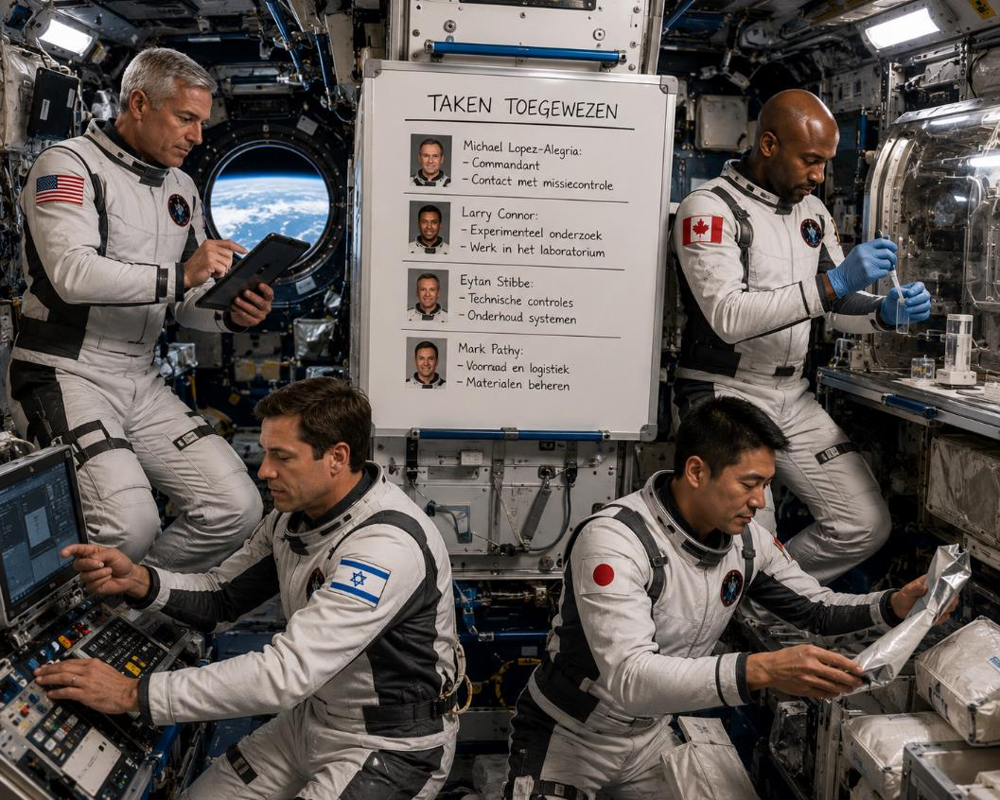 TAKEN TOEGEWEZEN
Michael Lopez-Alegria:
- Commandant
- Contact met missiecontrole
Larry Connor:
- Experimenteel onderzoek
- Werk in het laboratorium
Eytan Stibbe:
- Technische controles
- Onderhoud systemen
Mark Pathy:
- Voorraad en logistiek
- Materialen beheren